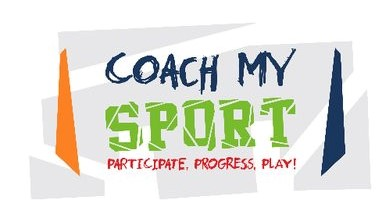 COACH MY
SPORT
PARTICIPATE, PROGRESS, PLAY!